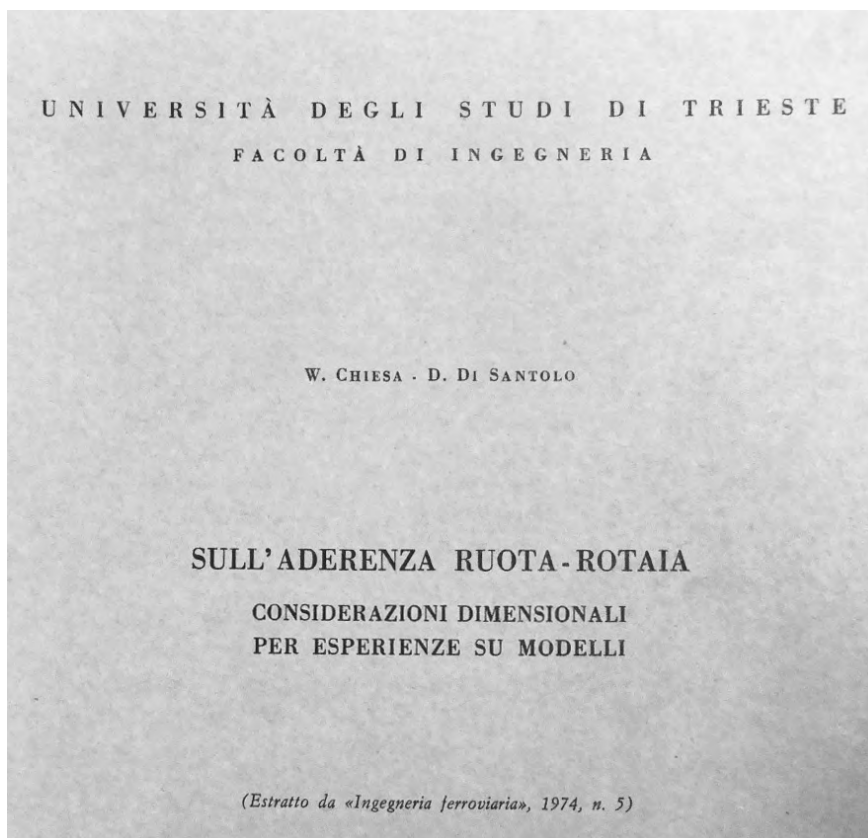 UNIVERSITÀ DEGLI STUDI DI TRIESTE
FACOLTÀ DI INGEGNERIA
W. CHIESA - D. DI SANTOLO
SULL'ADERENZA RUOTA-ROTAIA
CONSIDERAZIONI DIMENSIONALI
PER ESPERIENZE SU MODELLI
(Estratto da «Ingegneria ferroviaria», 1974, n. 5)